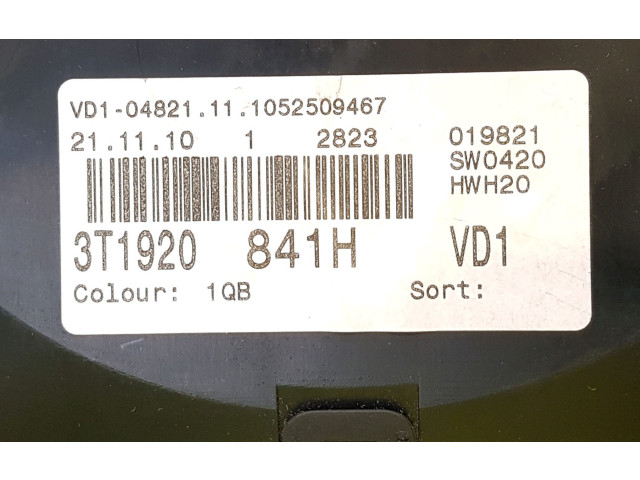 VD1-04821.11.1052509467
21.11.10 1 2823 019821
SW0420
HWH20
3T1920 841H VD1
Colour: 1QB Sort: